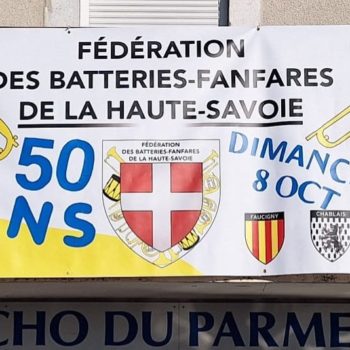 FÉDÉRATION
DES BATTERIES-FANFARES
DE LA HAUTE-SAVOIE
50
NS
FÉDÉRATION
DES BATTERIES-FANFARES
DE LA HAUTE-SAVOIE
DIMANC
8 OCT
FAUCIGNY
CHABLAIS
CHO DU PARME